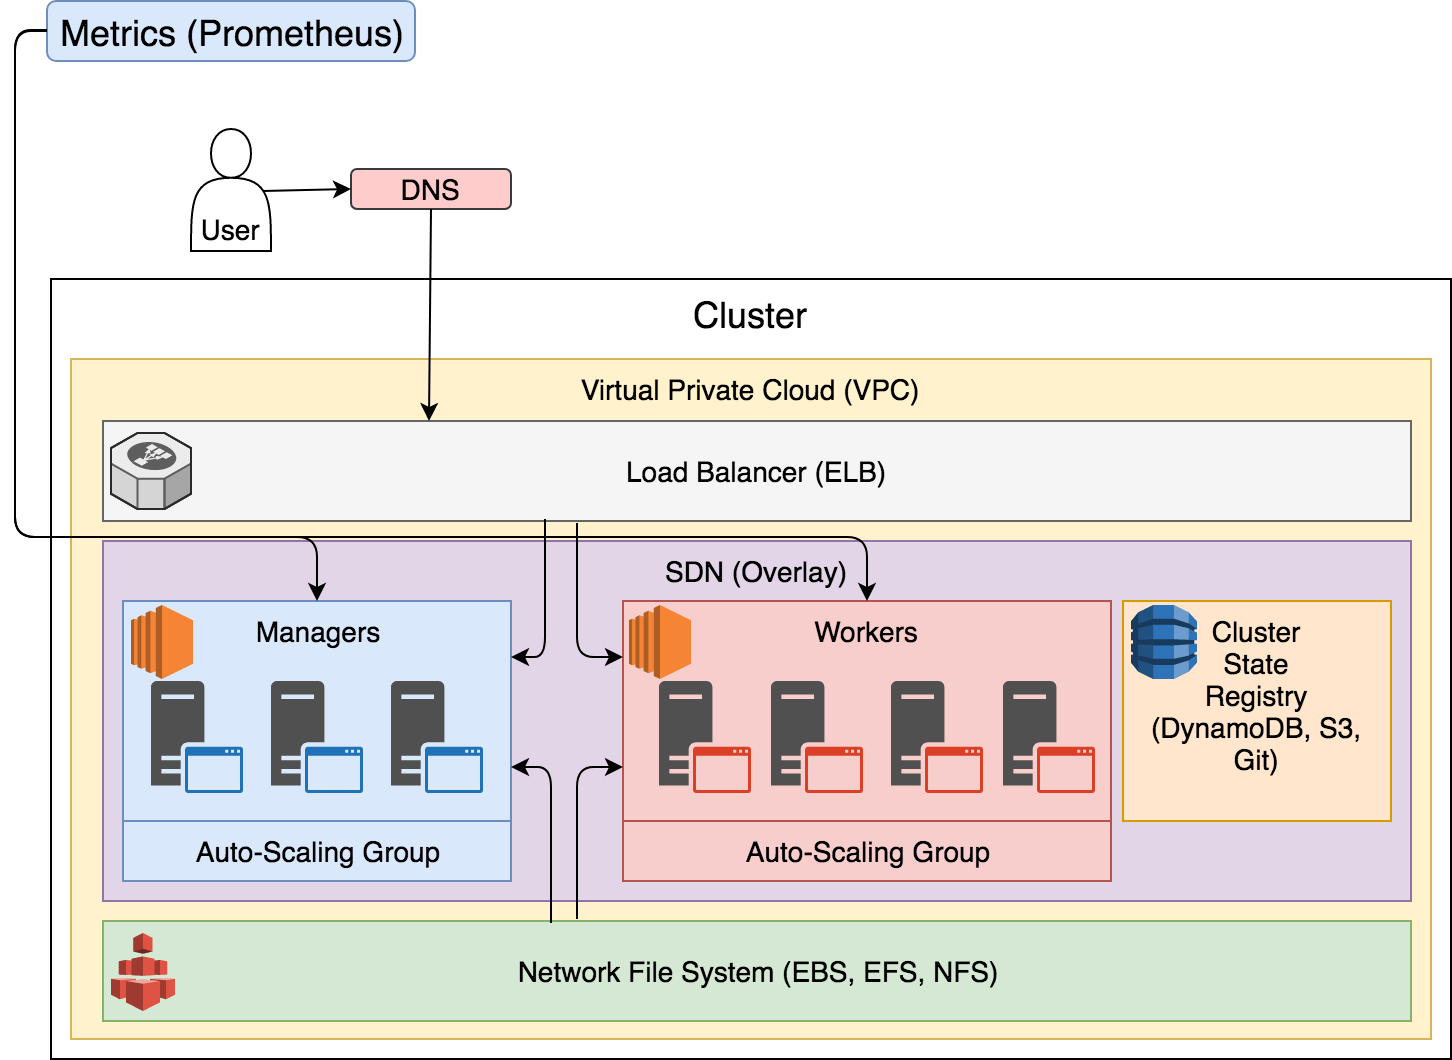 Metrics (Prometheus)
DNS
User
Cluster
Virtual Private Cloud (VPC)
Load Balancer (ELB)
SDN (Overlay)
Managers
Workers
Cluster
State
Registry
(DynamoDB, S3,
Git)
Auto-Scaling Group
Auto-Scaling Group
Network File System (EBS, EFS, NFS)